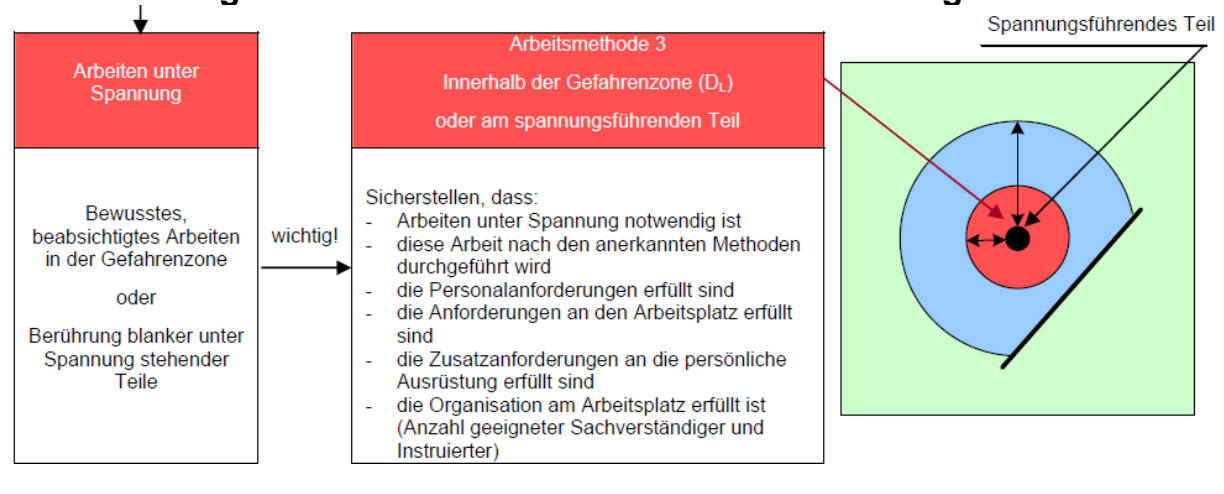 Spannungsführendes Teil
Arbeiten unter
Spannung
Arbeitsmethode 3
Innerhalb der Gefahrenzone (DL)
oder am spannungsführenden Teil
Bewusstes,
beabsichtigtes Arbeiten
in der Gefahrenzone
oder
Berührung blanker unter
Spannung stehender
Teile
wichtig!
Sicherstellen, dass:
- Arbeiten unter Spannung notwendig ist
- diese Arbeit nach den anerkannten Methoden
durchgeführt wird
- die Personalanforderungen erfüllt sind
- die Anforderungen an den Arbeitsplatz erfüllt
sind
- die Zusatzanforderungen an die persönliche
Ausrüstung erfüllt sind
- die Organisation am Arbeitsplatz erfüllt ist
(Anzahl geeigneter Sachverständiger und
Instruierter)